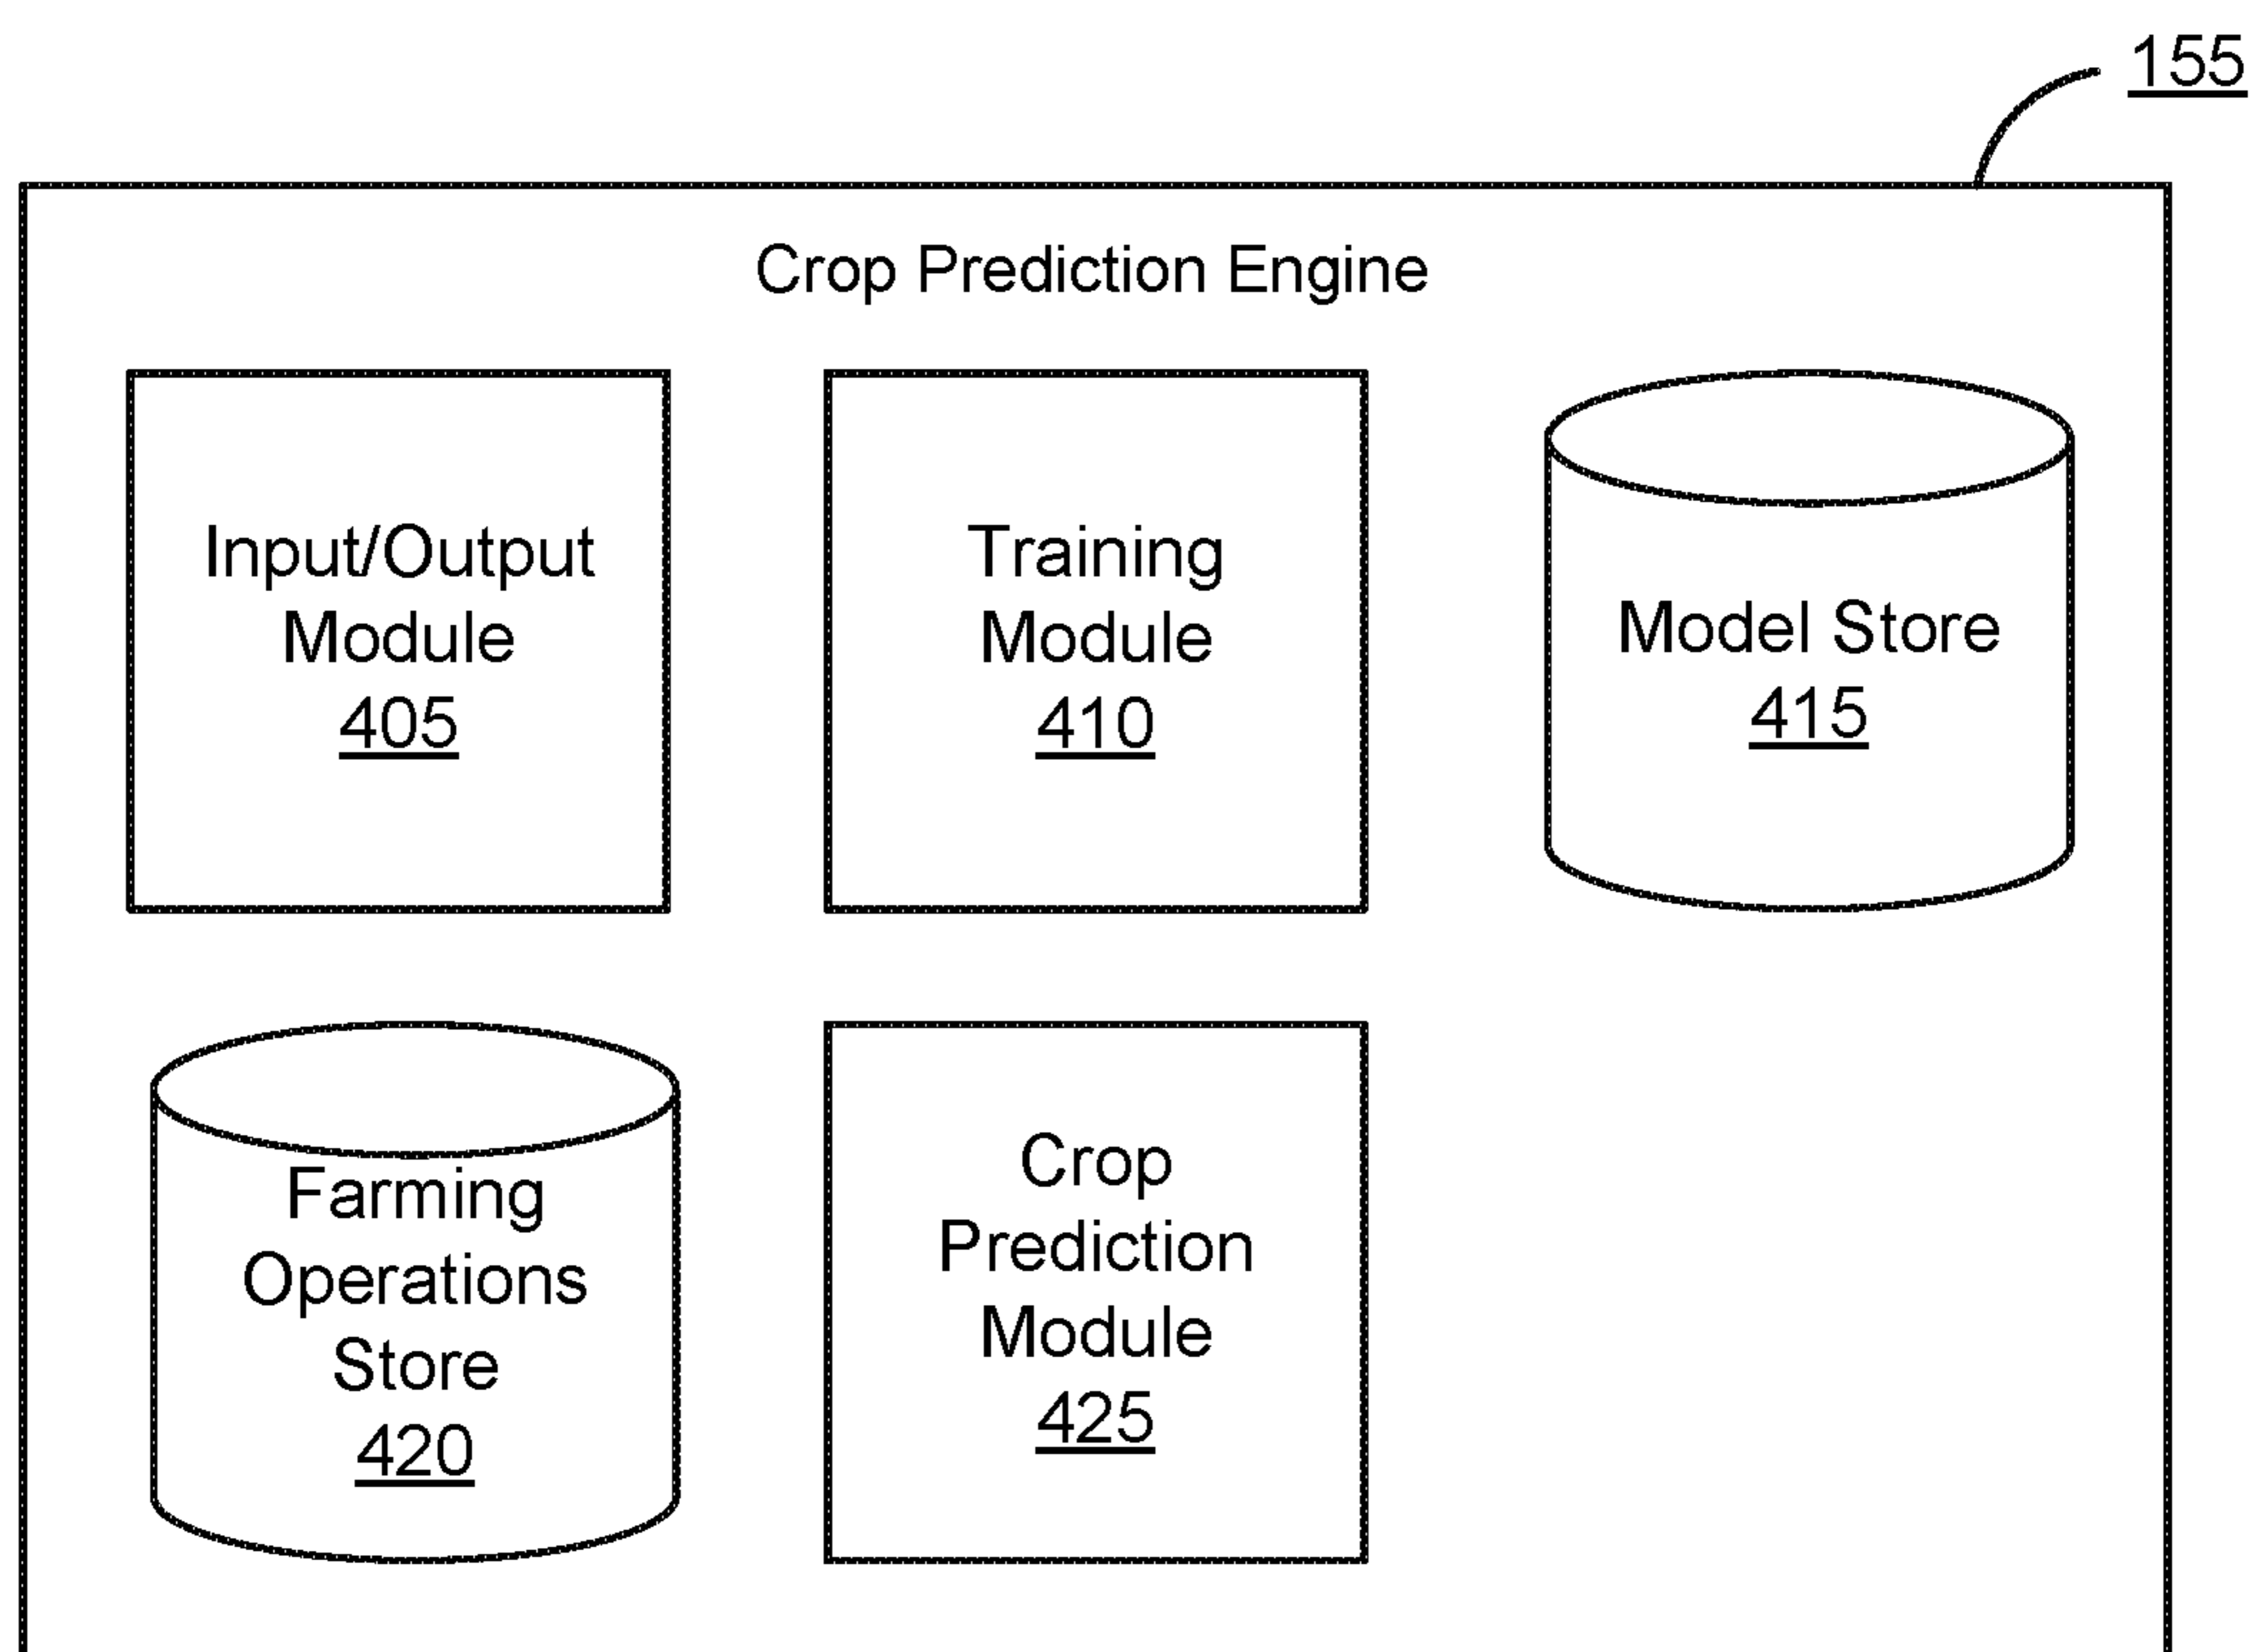 155
Crop Prediction Engine
Input/Output
Module
405
Training
Module
410
Model Store
415
Farming
Operations
Store
420
Crop
Prediction
Module
425